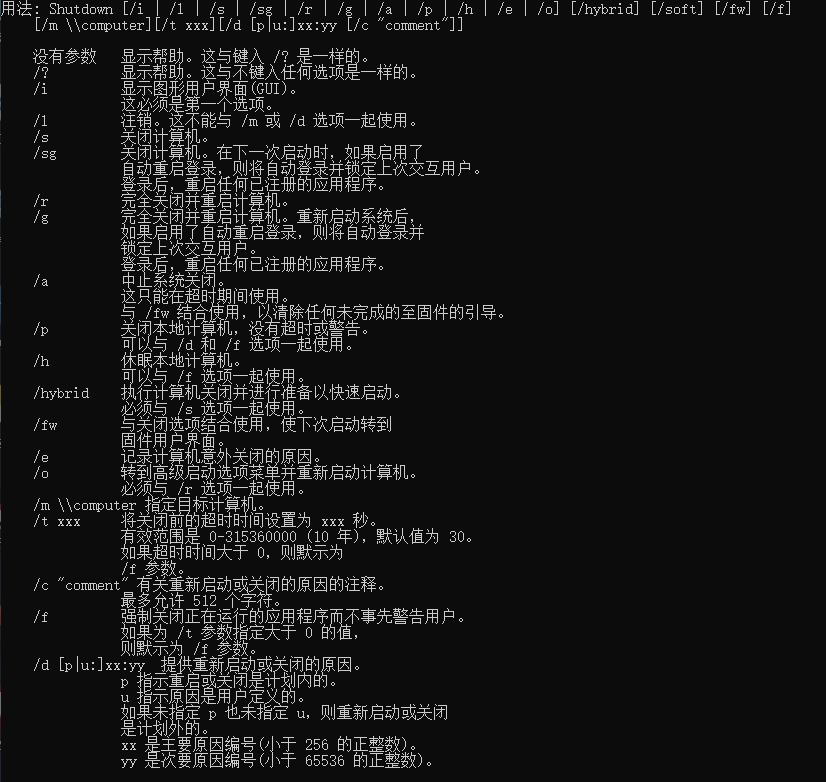 用法: Shutdown [/i | /l | /s | /sg | /r | /g | /a | /p | /h | /e | /o] [/hybrid] [/soft] [/fw] [/f]
[/m \\computer][/t xxx][/d [p|u:]xx:yy [/c "comment"]]
没有参数 显示帮助。这与键入 /? 是一样的。
/? 显示帮助。这与不键入任何选项是一样的。
/i 显示图形用户界面(GUI)。
这必须是第一个选项。
/l 注销。这不能与 /m 或 /d 选项一起使用。
/s 关闭计算机。
/sg 关闭计算机。在下一次启动时，如果启用了
自动重启登录，则将自动登录并锁定上次交互用户。
登录后，重启任何已注册的应用程序。
/r 完全关闭并重启计算机。
/g 完全关闭并重启计算机。重新启动系统后，
如果启用了自动重启登录，则将自动登录并
锁定上次交互用户。
登录后，重启任何已注册的应用程序。
/a 中止系统关闭。
这只能在超时期间使用。
与 /fw 结合使用，以清除任何未完成的至固件的引导。
/p 关闭本地计算机，没有超时或警告。
可以与 /d 和 /f 选项一起使用。
/h 休眠本地计算机。
可以与 /f 选项一起使用。
/hybrid 执行计算机关闭并进行准备以快速启动。
必须与 /s 选项一起使用。
/fw 与关闭选项结合使用，使下次启动转到
固件用户界面。
/e 记录计算机意外关闭的原因。
/o 转到高级启动选项菜单并重新启动计算机。
必须与 /r 选项一起使用。
/m \\computer 指定目标计算机。
/t xxx 将关闭前的超时时间设置为 xxx 秒。
有效范围是 0-315360000 (10 年)，默认值为 30。
如果超时时间大于 0，则默示为
/f 参数。
/c "comment" 有关重新启动或关闭的原因的注释。
最多允许 512 个字符。
/f 强制关闭正在运行的应用程序而不事先警告用户。
如果为 /t 参数指定大于 0 的值，
则默示为 /f 参数。
/d [p|u:]xx:yy 提供重新启动或关闭的原因。
p 指示重启或关闭是计划内的。
u 指示原因是用户定义的。
如果未指定 p 也未指定 u，则重新启动或关闭
是计划外的。
xx 是主要原因编号(小于 256 的正整数)。
yy 是次要原因编号(小于 65536 的正整数)。